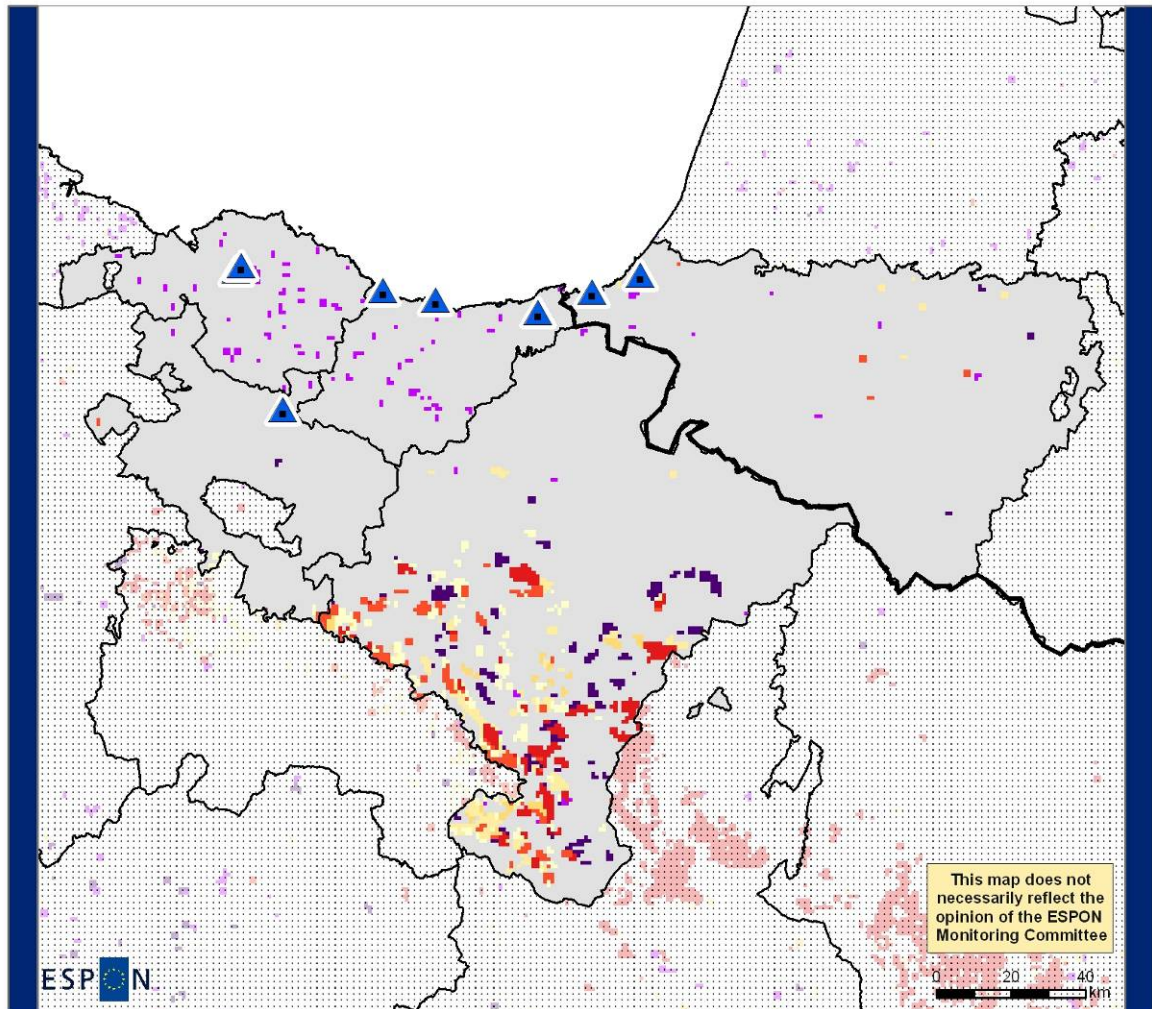 This map does not
necessarily reflect the
opinion of the ESPON
Monitoring Committee
ESPON
0 20 40
km